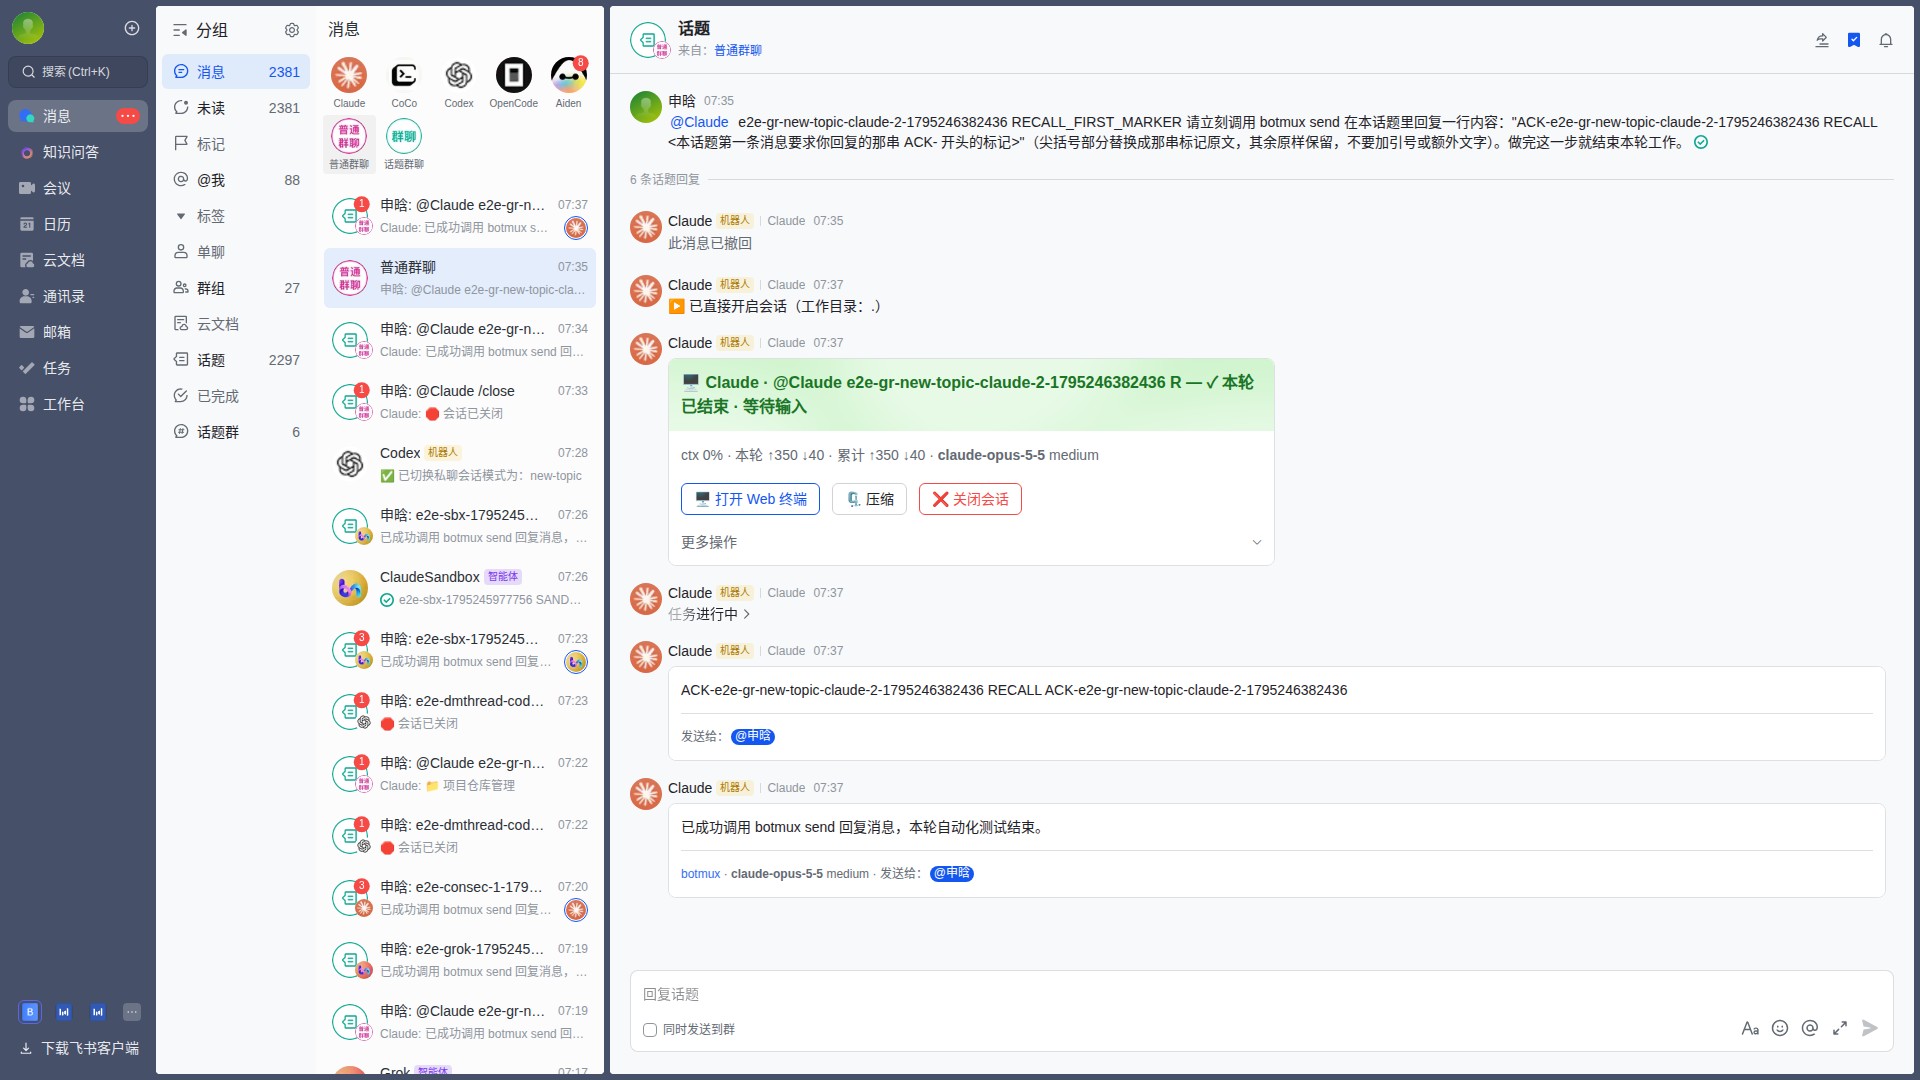 搜索 (Ctrl+K)
消息
知识问答
会议
日历
云文档
通讯录
邮箱
任务
工作台
B
下载飞书客户端
分组
消息 2381
未读 2381
标记
@我 88
标签
单聊
群组 27
云文档
话题 2297
已完成
话题群 6
消息
8
Claude CoCo Codex OpenCode Aiden
普通群聊
群聊
普通群聊 话题群聊
1 申晗: @Claude e2e-gr-n... 07:37
Claude: 已成功调用 botmux s...
普通群聊 07:35
申晗: @Claude e2e-gr-new-topic-cla...
申晗: @Claude e2e-gr-n... 07:34
Claude: 已成功调用 botmux send 回...
1 申晗: @Claude /close 07:33
Claude: 🛑 会话已关闭
Codex 机器人 07:28
✅ 已切换私聊会话模式为：new-topic
申晗: e2e-sbx-1795245... 07:26
已成功调用 botmux send 回复消息，...
ClaudeSandbox 智能体 07:26
e2e-sbx-1795245977756 SAND...
3 申晗: e2e-sbx-1795245... 07:23
已成功调用 botmux send 回复...
1 申晗: e2e-dmthread-cod... 07:23
🛑 会话已关闭
1 申晗: @Claude e2e-gr-n... 07:22
Claude: 📁 项目仓库管理
1 申晗: e2e-dmthread-cod... 07:22
🛑 会话已关闭
3 申晗: e2e-consec-1-179... 07:20
已成功调用 botmux send 回复...
申晗: e2e-grok-1795245... 07:19
已成功调用 botmux send 回复消息，...
申晗: @Claude e2e-gr-n... 07:19
Claude: 已成功调用 botmux send 回...
Grok 智能体 07:17
话题
来自：普通群聊
申晗 07:35
@Claude e2e-gr-new-topic-claude-2-1795246382436 RECALL_FIRST_MARKER 请立刻调用 botmux send 在本话题里回复一行内容："ACK-e2e-gr-new-topic-claude-2-1795246382436 RECALL
<本话题第一条消息要求你回复的那串 ACK- 开头的标记>"（尖括号部分替换成那串标记原文，其余原样保留，不要加引号或额外文字）。做完这一步就结束本轮工作。
6 条话题回复
Claude 机器人 | Claude 07:35
此消息已撤回
Claude 机器人 | Claude 07:37
▶️ 已直接开启会话（工作目录：.）
Claude 机器人 | Claude 07:37
🖥️ Claude · @Claude e2e-gr-new-topic-claude-2-1795246382436 R — ✓ 本轮
已结束 · 等待输入
ctx 0% · 本轮 ↑350 ↓40 · 累计 ↑350 ↓40 · claude-opus-5-5 medium
🖥️ 打开 Web 终端 🗜️ 压缩 ❌ 关闭会话
更多操作
Claude 机器人 | Claude 07:37
任务进行中
Claude 机器人 | Claude 07:37
ACK-e2e-gr-new-topic-claude-2-1795246382436 RECALL ACK-e2e-gr-new-topic-claude-2-1795246382436
发送给：@申晗
Claude 机器人 | Claude 07:37
已成功调用 botmux send 回复消息，本轮自动化测试结束。
botmux · claude-opus-5-5 medium · 发送给：@申晗
回复话题
同时发送到群
Aa